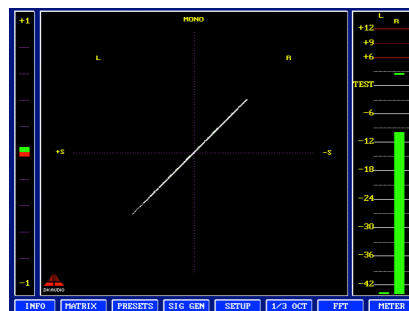 +1
MONO
L
R
+S
-S
-1
DK-AUDIO
L
R
+12
+9
+6
TEST
-6
-12
-18
-24
-30
-36
-42
INFO
MATRIX
PRESETS
SIG GEN
SETUP
1/3 OCT
FFT
METER